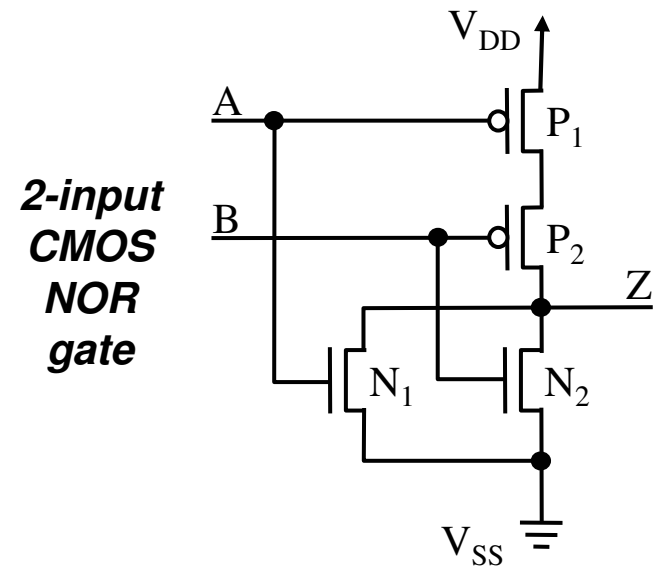 V_DD
A
P_1
2-input
CMOS
NOR
gate
B
P_2
Z
N_1
N_2
V_SS